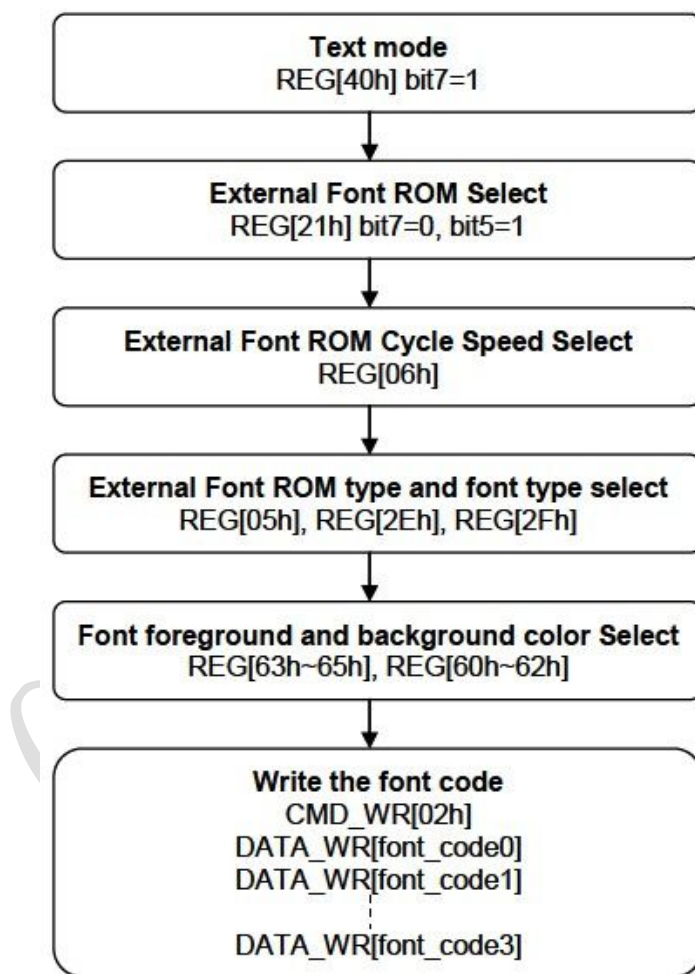 Text mode
REG[40h] bit7=1
External Font ROM Select
REG[21h] bit7=0, bit5=1
External Font ROM Cycle Speed Select
REG[06h]
External Font ROM type and font type select
REG[05h], REG[2Eh], REG[2Fh]
Font foreground and background color Select
REG[63h~65h], REG[60h~62h]
Write the font code
CMD_WR[02h]
DATA_WR[font_code0]
DATA_WR[font_code1]
DATA_WR[font_code3]